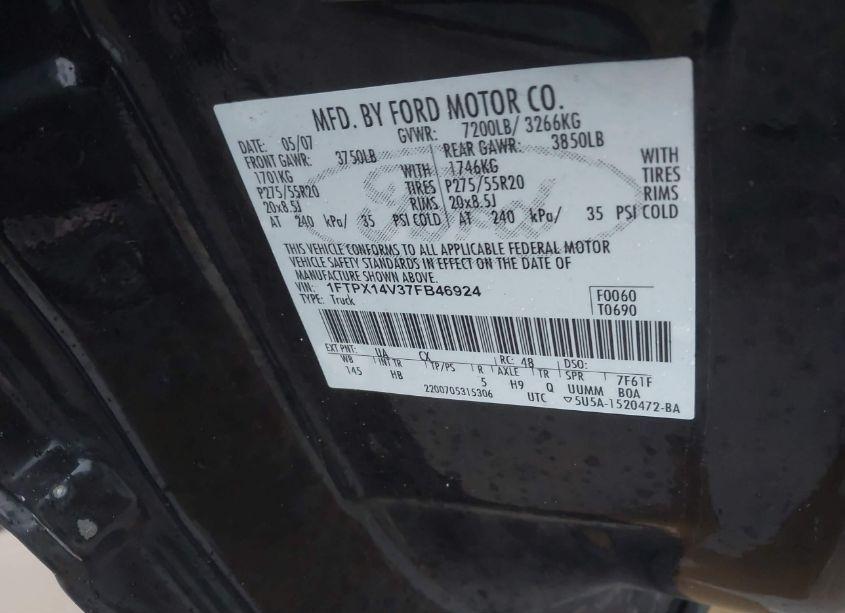 MFD. BY FORD MOTOR CO.
DATE: 05/07 GVWR: 7200LB/ 3266KG
FRONT GAWR: 3750LB REAR GAWR: 3850LB
1701KG WITH 1746KG WITH
P275/55R20 TIRES P275/55R20 TIRES
20x8.5J RIMS 20x8.5J RIMS
AT 240 kPa/ 35 PSI COLD AT 240 kPa/ 35 PSI COLD
Ford
THIS VEHICLE CONFORMS TO ALL APPLICABLE FEDERAL MOTOR
VEHICLE SAFETY STANDARDS IN EFFECT ON THE DATE OF
MANUFACTURE SHOWN ABOVE.
VIN: 1FTPX14V37FB46924 F0060
TYPE: Truck T0690
EXT PNT: UA CX RC: 48 DSO:
WB INT TR TP/PS R AXLE TR SPR 7F61F
145 HB 5 H9 Q UUMM BOA
2200705315306 UTC ▽5U5A-1520472-BA